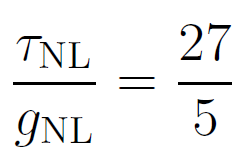 τ_NL / g_NL = 27 / 5